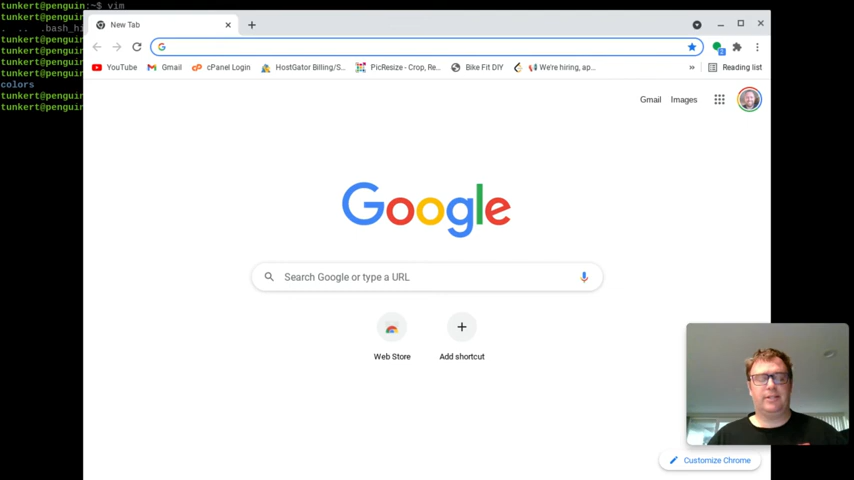 tunkert@penguin:~$ vim
. .. .bash_hi
tunkert@penguin
tunkert@penguin
tunkert@penguin
tunkert@penguin
colors
tunkert@penguin
tunkert@penguin
New Tab
YouTube Gmail cPanel Login HostGator Billing/S... PicResize - Crop, Re... Bike Fit DIY We're hiring, ap... » Reading list
Gmail Images
Google
Search Google or type a URL
Web Store Add shortcut
Customize Chrome